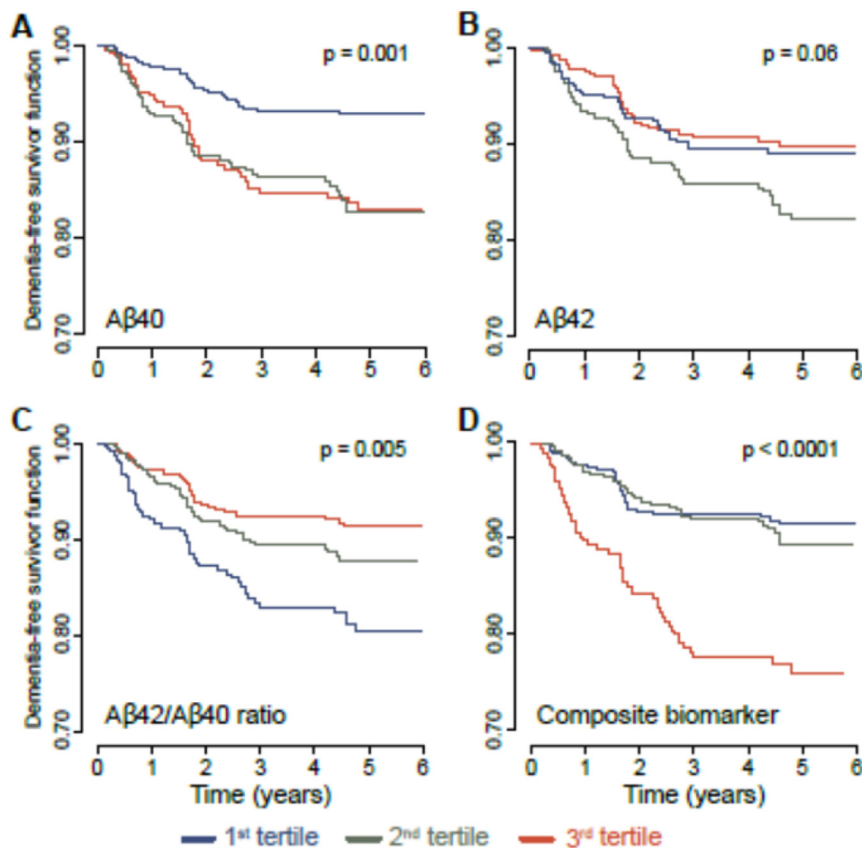 A
p = 0.001
Dementia-free survivor function
1.00
0.90
0.80
0.70
Aβ40
0 1 2 3 4 5 6
B
p = 0.06
1.00
0.90
0.80
0.70
Aβ42
0 1 2 3 4 5 6
C
p = 0.005
Dementia-free survivor function
1.00
0.90
0.80
0.70
Aβ42/Aβ40 ratio
0 1 2 3 4 5 6
Time (years)
D
p < 0.0001
1.00
0.90
0.80
0.70
Composite biomarker
0 1 2 3 4 5 6
Time (years)
1st tertile 2nd tertile 3rd tertile